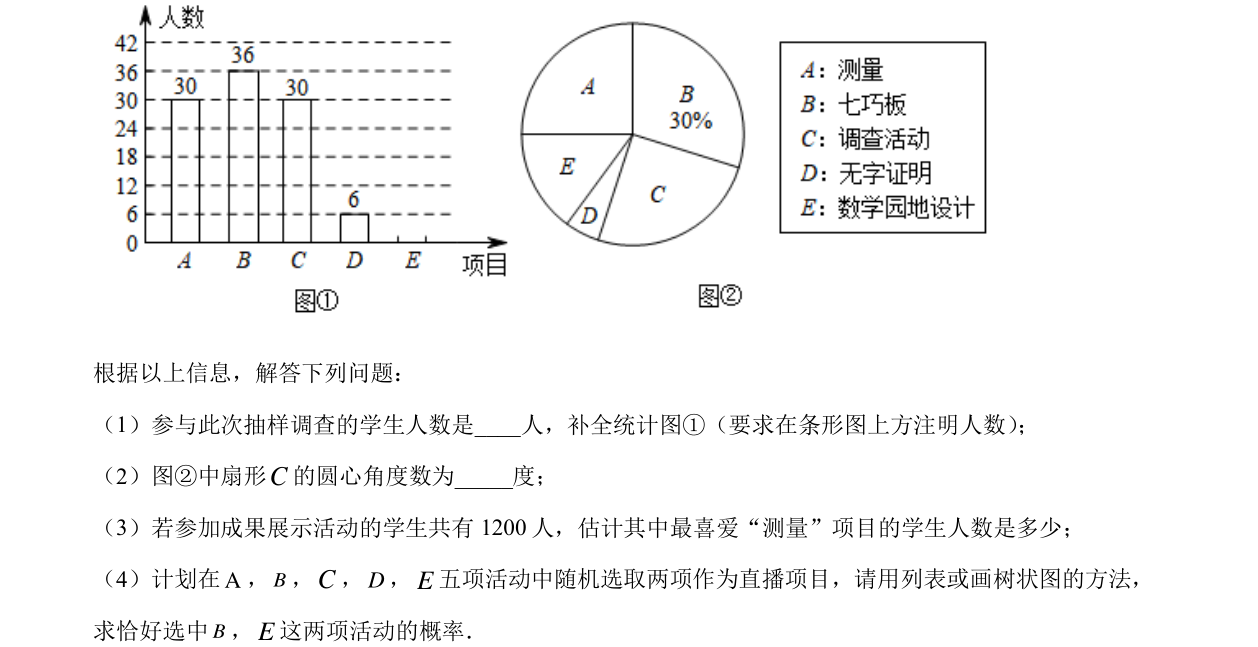 人数
42
36
30
24
18
12
6
0
30
36
30
6
A B C D E
项目
图①
A
B
30%
E
D
C
图②
A：测量
B：七巧板
C：调查活动
D：无字证明
E：数学园地设计
根据以上信息，解答下列问题：
（1）参与此次抽样调查的学生人数是____人，补全统计图①（要求在条形图上方注明人数）；
（2）图②中扇形C的圆心角度数为_____度；
（3）若参加成果展示活动的学生共有1200人，估计其中最喜爱“测量”项目的学生人数是多少；
（4）计划在A，B，C，D，E五项活动中随机选取两项作为直播项目，请用列表或画树状图的方法，
求恰好选中B，E这两项活动的概率．